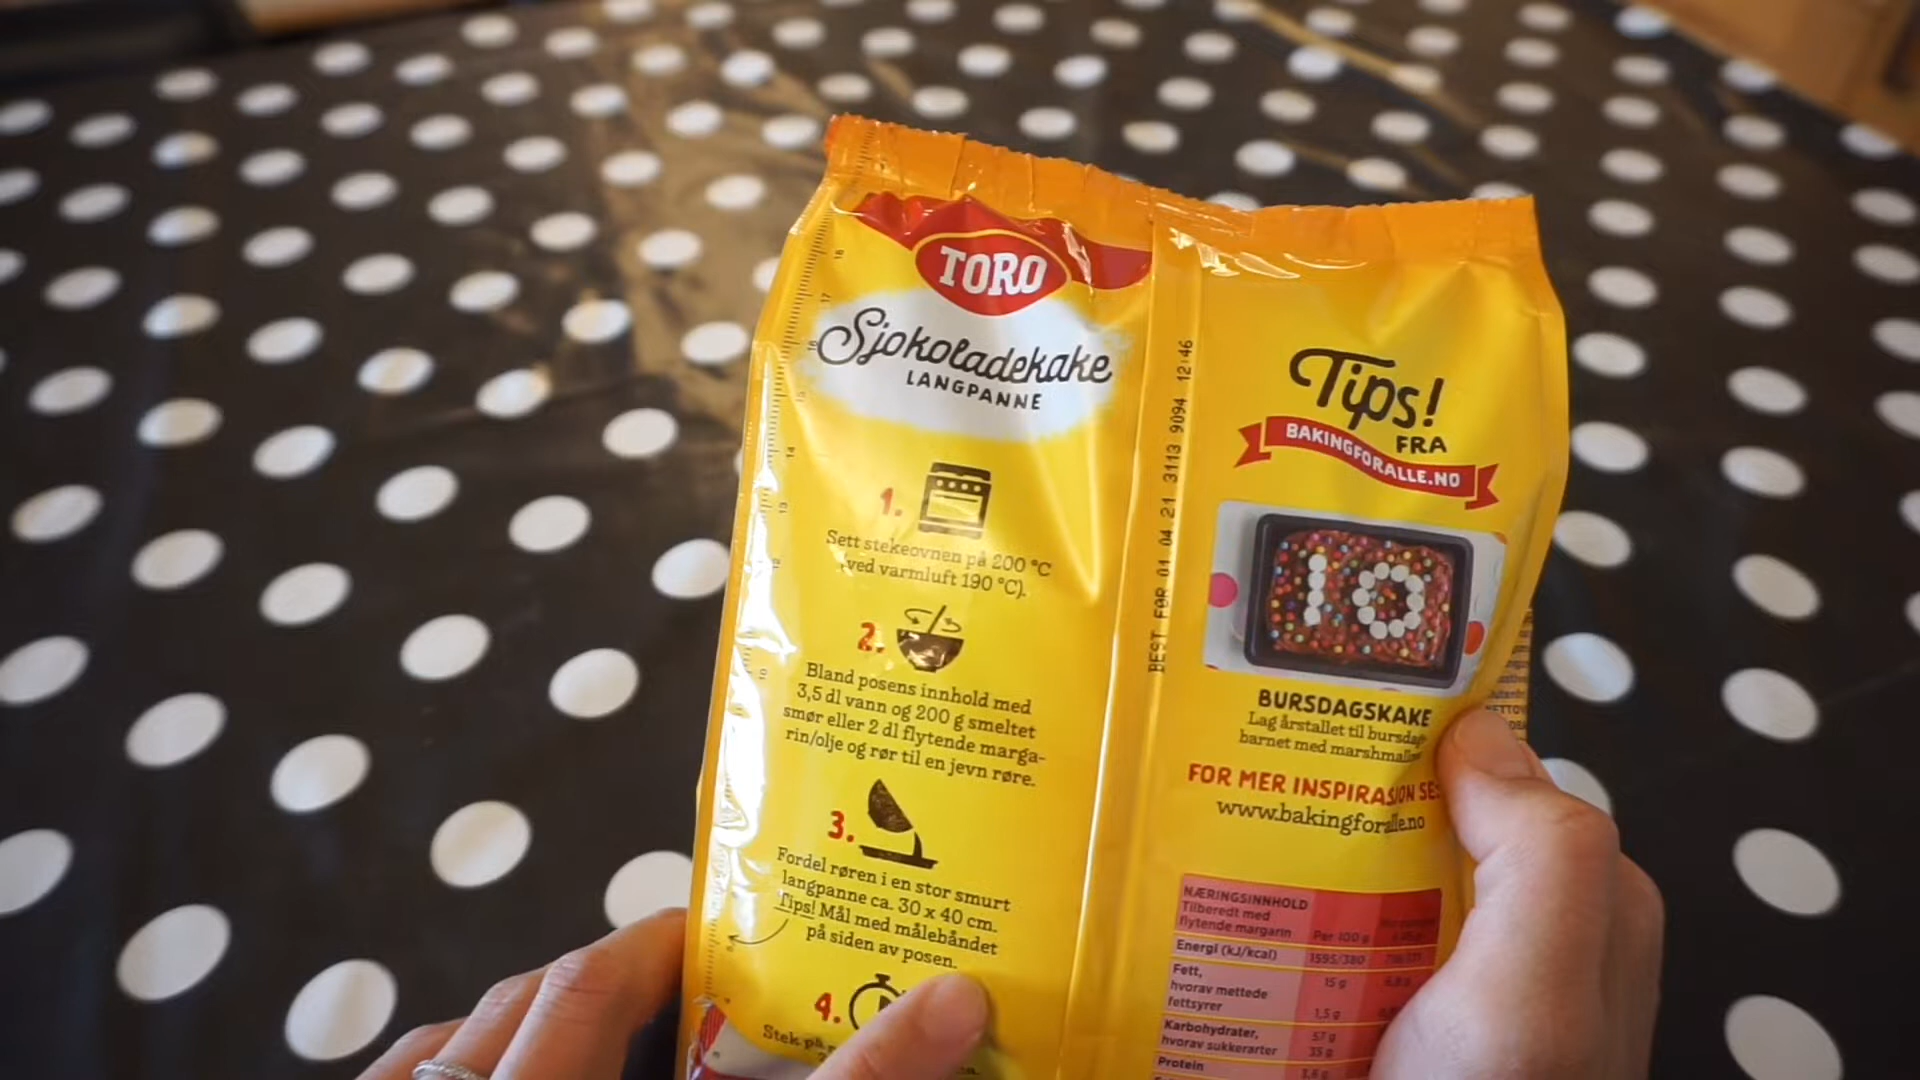 TORO
Sjokoladekake
LANGPANNE
1.
Sett stekeovnen på 200 °C
(ved varmluft 190 °C).
2.
Bland posens innhold med
3,5 dl vann og 200 g smeltet
smør eller 2 dl flytende marga-
rin/olje og rør til en jevn røre.
3.
Fordel røren i en stor smurt
langpanne ca. 30 x 40 cm.
Tips! Mål med målebåndet
på siden av posen.
4.
Stek på
BEST FØR 01 04 21 3113 9094 12:46
Tips!
FRA
BAKINGFORALLE.NO
10
BURSDAGSKAKE
Lag årstallet til bursdag
barnet med
FOR MER INSPIRASJON SE:
www.bakingforalle.no
NÆRINGSINNHOLD
Tilberedt med
flytende margarin
Per 100 g
Energi (kJ/kcal) 1595/380
Fett, 15 g
hvorav mettede
fettsyrer 1,5 g
Karbohydrater, 57 g
hvorav sukkerarter 35 g
Protein